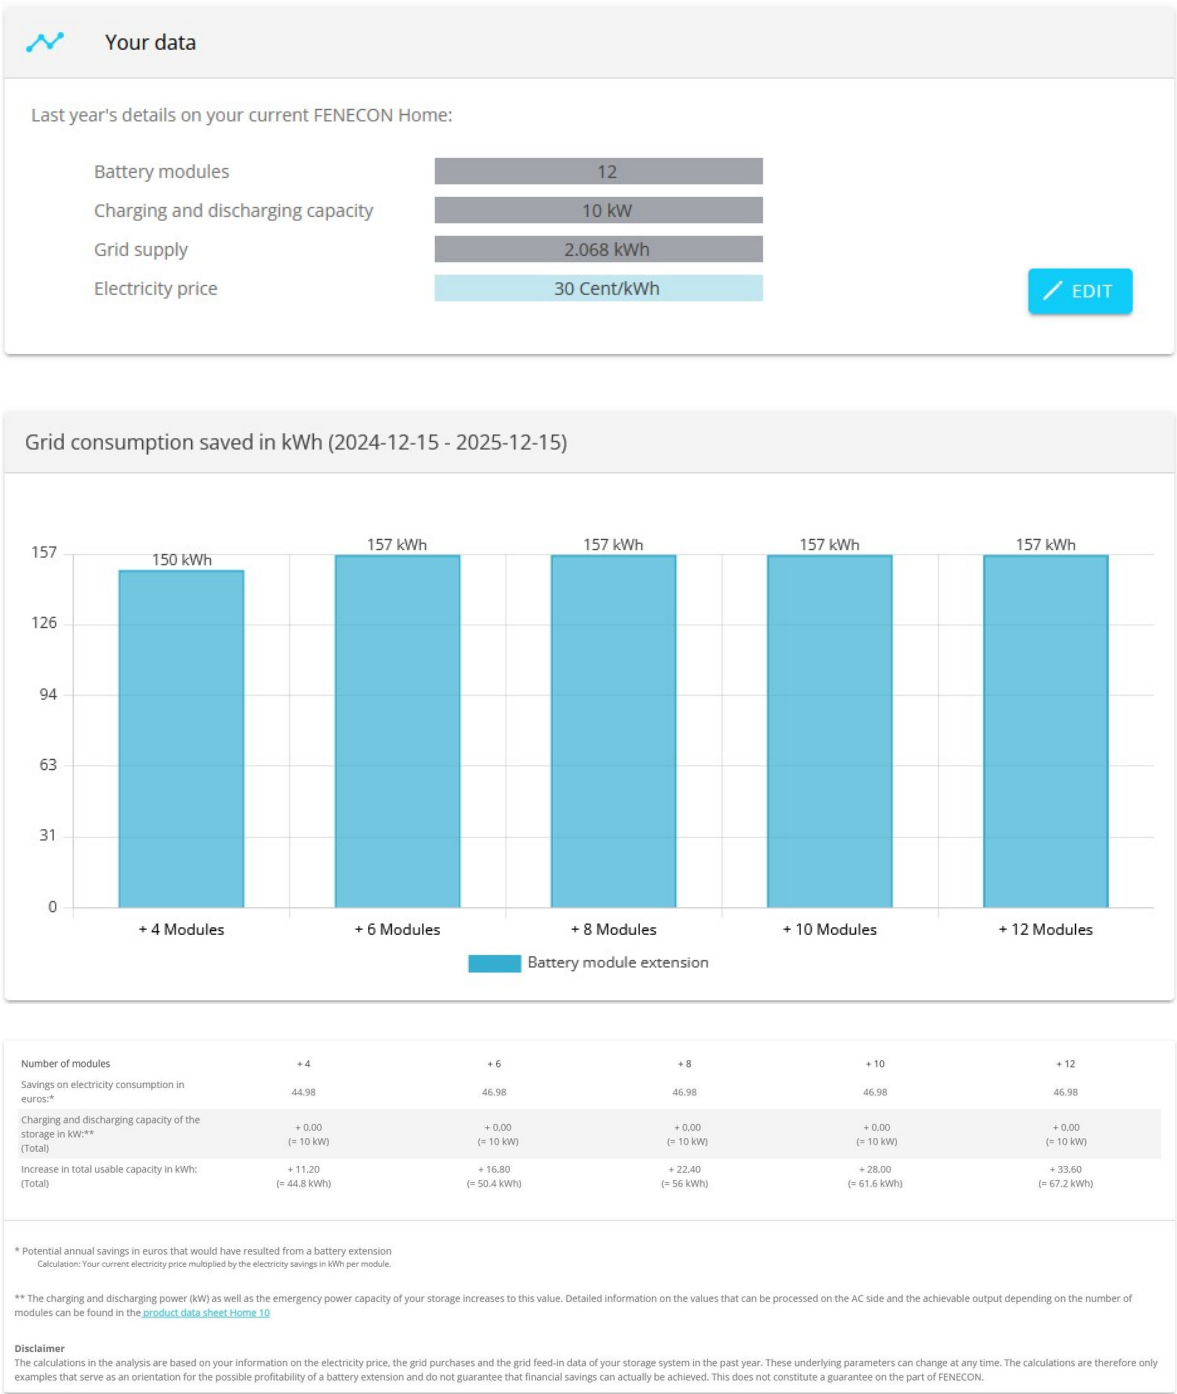 Your data
Last year's details on your current FENECON Home:
Battery modules 12
Charging and discharging capacity 10 kW
Grid supply 2.068 kWh
Electricity price 30 Cent/kWh
EDIT
Grid consumption saved in kWh (2024-12-15 - 2025-12-15)
157 kWh 157 kWh 157 kWh 157 kWh
157
150 kWh
126
94
63
31
0
+ 4 Modules + 6 Modules + 8 Modules + 10 Modules + 12 Modules
Battery module extension
Number of modules + 4 + 6 + 8 + 10 + 12
Savings on electricity consumption in
euros:* 44.98 46.98 46.98 46.98 46.98
Charging and discharging capacity of the
storage in kW:** + 0,00 + 0,00 + 0,00 + 0,00 + 0,00
(Total) (= 10 kW) (= 10 kW) (= 10 kW) (= 10 kW) (= 10 kW)
Increase in total usable capacity in kWh: + 11,20 + 16,80 + 22,40 + 28,00 + 33,60
(Total) (= 44.8 kWh) (= 50.4 kWh) (= 56 kWh) (= 61.6 kWh) (= 67.2 kWh)
* Potential annual savings in euros that would have resulted from a battery extension
Calculation: Your current electricity price multiplied by the electricity savings in kWh per module.
** The charging and discharging power (kW) as well as the emergency power capacity of your storage increases to this value. Detailed information on the values that can be processed on the AC side and the achievable output depending on the number of
modules can be found in the product data sheet Home 10
Disclaimer
The calculations in the analysis are based on your information on the electricity price, the grid purchases and the grid feed-in data of your storage system in the past year. These underlying parameters can change at any time. The calculations are therefore only
examples that serve as an orientation for the possible profitability of a battery extension and do not guarantee that financial savings can actually be achieved. This does not constitute a guarantee on the part of FENECON.